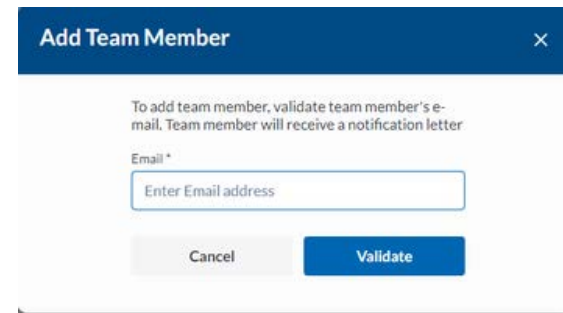 Add Team Member
×
To add team member, validate team member's e-
mail. Team member will receive a notification letter
Email *
Enter Email address
Cancel
Validate